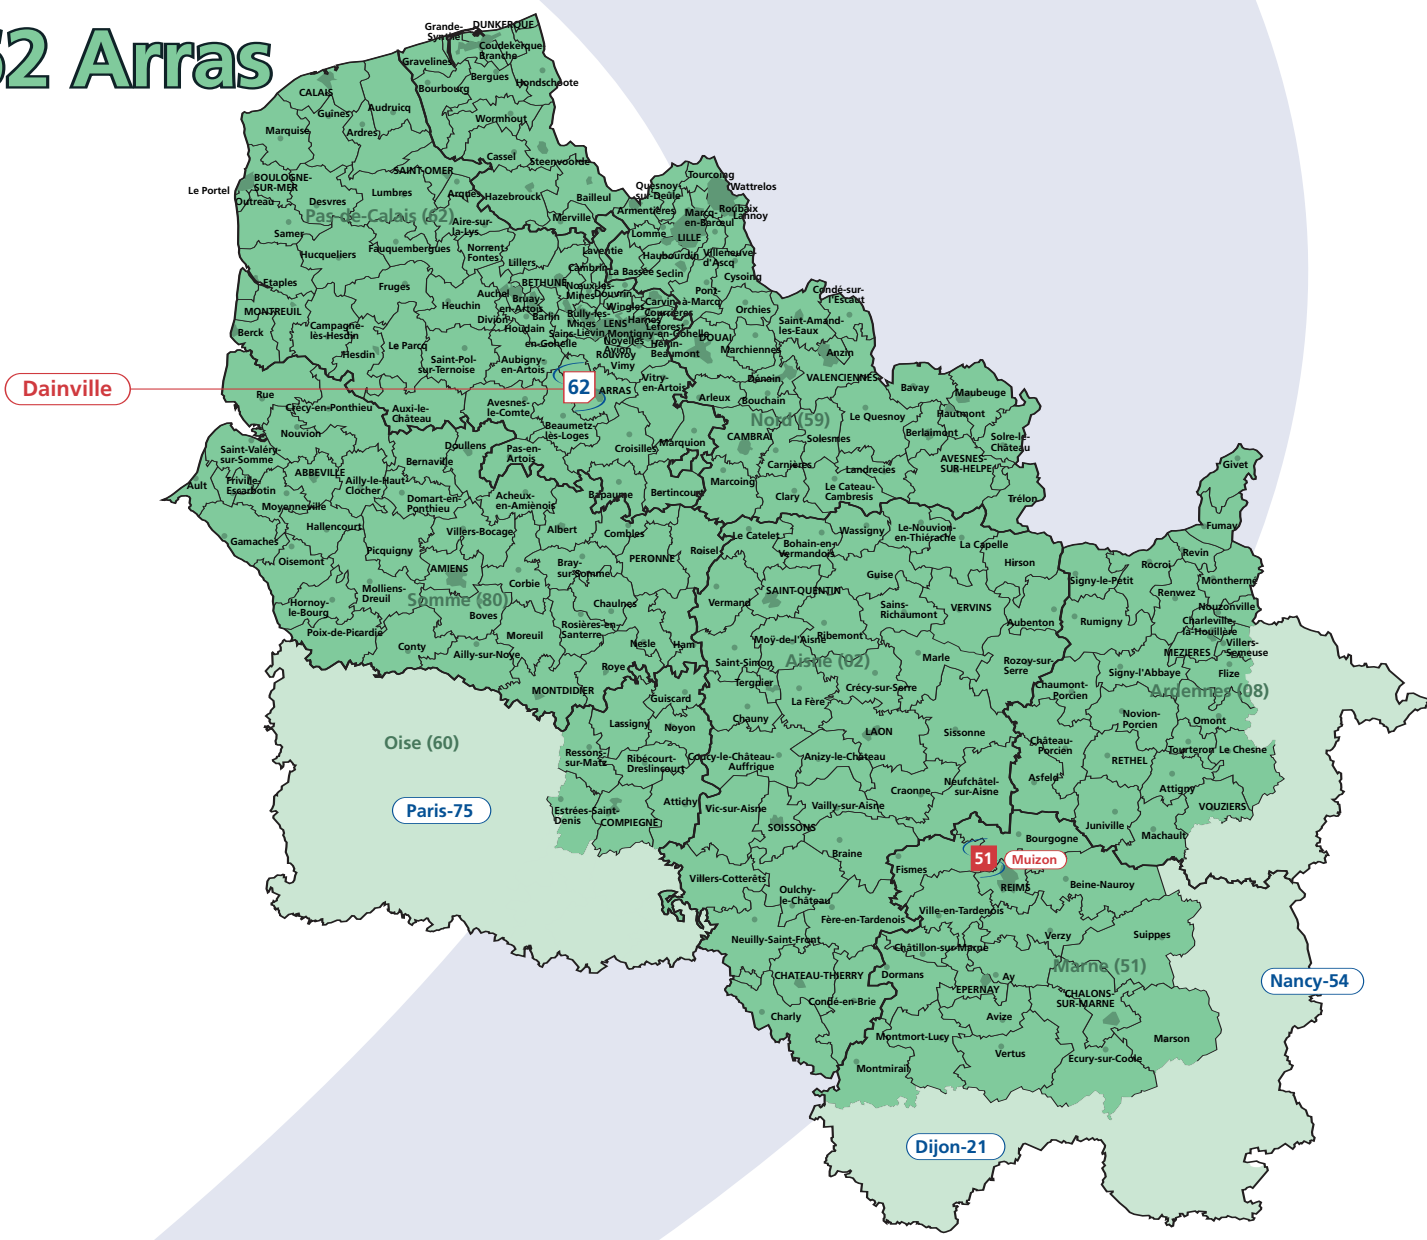 62 Arras
Grande-
Synthe
DUNKERQUE
Coudekerque-
Branche
Gravelines
Bergues
Hondschoote
Bourbourg
CALAIS
Guines
Audruicq
Wormhout
Marquise
Ardres
Cassel
Steenvoorde
SAINT-OMER
BOULOGNE-
SUR-MER
Le Portel
Outreau
Desvres
Lumbres
Arques
Hazebrouck
Bailleul
Quesnoy-
sur-Deûle
Tourcoing
Wattrelos
Roubaix
Lannoy
Armentières
Marcq-
en-Barœul
Pas-de-Calais (62)
Merville
Aire-sur-
la-Lys
Samer
Lomme
LILLE
Hucqueliers
Fauquembergues
Norrent-
Fontes
Laventie
Haubourdin
Villeneuve-
d'Ascq
Lillers
Cambrin
La Bassée
Seclin
Cysoing
Etaples
Fruges
BETHUNE
Nœux-les-
Mines
Douvrin
Pont-
à-Marcq
Condé-sur-
l'Escaut
Auchel
Bruay-
en-Artois
Wingles
Carvin
Courrières
Orchies
MONTREUIL
Heuchin
Divion
Barlin
Houdain
Bully-les-
Mines
LENS
Harnes
Leforest
Saint-Amand-
les-Eaux
Berck
Campagne-
lès-Hesdin
Liévin
Montigny-en-Gohelle
Sains-
en-Gohelle
Noyelles
Avion
Hénin-
Beaumont
DOUAI
Marchiennes
Anzin
Le Parcq
Hesdin
Saint-Pol-
sur-Ternoise
Aubigny-
en-Artois
Rouvroy
Vimy
Vitry-
en-Artois
Dénain
VALENCIENNES
Dainville
62
ARRAS
Arleux
Bouchain
Bavay
Maubeuge
Rue
Crécy-en-Ponthieu
Auxi-le-
Château
Avesnes-
le-Comte
Nord (59)
Le Quesnoy
Hautmont
Nouvion
Beaumetz-
lès-Loges
CAMBRAI
Solesmes
Berlaimont
Solre-le-
Château
Saint-Valéry-
sur-Somme
Doullens
Pas-en-
Artois
Croisilles
Marquion
Carnières
Landrecies
AVESNES-
SUR-HELPE
Givet
Bernaville
ABBEVILLE
Ailly-le-Haut-
Clocher
Marcoing
Ault
Friville-
Escarbotin
Domart-en-
Ponthieu
Acheux-
en-Amiènois
Bapaume
Bertincourt
Clary
Le Cateau-
Cambresis
Trélon
Moyenneville
Hallencourt
Villers-Bocage
Albert
Combles
Le Catelet
Wassigny
Le-Nouvion-
en-Thiérache
Fumay
Gamaches
Picquigny
PERONNE
Roisel
Bohain-en-
Vermandois
La Capelle
Revin
Oisemont
AMIENS
Bray-
sur-Somme
Guise
Hirson
Rocroi
Corbie
Signy-le-Petit
Monthermé
Molliens-
Dreuil
SAINT-QUENTIN
Renwez
Hornoy-
le-Bourg
Somme (80)
Chaulnes
Vermand
Sains-
Richaumont
VERVINS
Nouzonville
Boves
Rosières-en-
Santerre
Aubenton
Rumigny
Charleville-
la-Houillère
Poix-de-Picardie
Moreuil
Moÿ-de-l'Aisne
Ribemont
Villers-
Semeuse
Conty
Ailly-sur-Noye
Nesle
Ham
MEZIERES
Roye
Saint-Simon
Aisne (02)
Marle
Rozoy-sur-
Serre
Signy-l'Abbaye
Flize
MONTDIDIER
Guiscard
Tergnier
Crécy-sur-Serre
Chaumont-
Porcien
Ardennes (08)
La Fère
Lassigny
Noyon
Chauny
LAON
Sissonne
Novion-
Porcien
Omont
Oise (60)
Château-
Porcien
Tourteron
Le Chesne
Ressons-
sur-Matz
Ribécourt-
Dreslincourt
Coucy-le-Château-
Auffrique
Anizy-le-Château
RETHEL
Asfeld
Neufchâtel-
sur-Aisne
Craonne
Attigny
Paris-75
Estrées-Saint-
Denis
COMPIEGNE
Attichy
Vic-sur-Aisne
Vailly-sur-Aisne
VOUZIERS
SOISSONS
Juniville
Machault
Bourgogne
Braine
51
Muizon
Fismes
Villers-Cotterêts
REIMS
Beine-Nauroy
Oulchy-
le-Château
Ville-en-Tardenois
Fère-en-Tardenois
Neuilly-Saint-Front
Verzy
Suippes
Châtillon-sur-Marne
Marne (51)
CHATEAU-THIERRY
Dormans
Ay
Nancy-54
EPERNAY
CHALONS-
SUR-MARNE
Condé-en-Brie
Charly
Avize
Montmort-Lucy
Marson
Vertus
Ecury-sur-Coole
Montmirail
Dijon-21